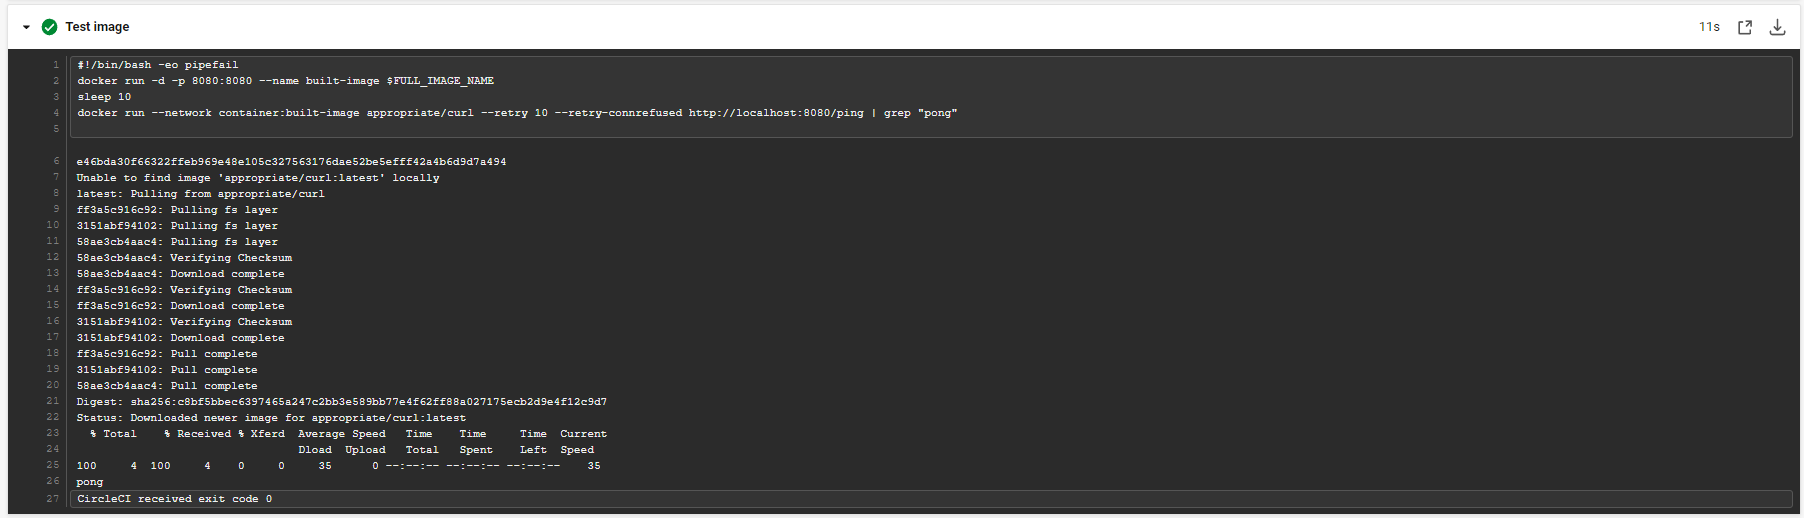 Test image
11s
1 #!/bin/bash -eo pipefail
2 docker run -d -p 8080:8080 --name built-image $FULL_IMAGE_NAME
3 sleep 10
4 docker run --network container:built-image appropriate/curl --retry 10 --retry-connrefused http://localhost:8080/ping | grep "pong"
5
6 e46bda30f66322ffeb969e48e105c327563176dae52be5efff42a4b6d9d7a494
7 Unable to find image 'appropriate/curl:latest' locally
8 latest: Pulling from appropriate/curl
9 ff3a5c916c92: Pulling fs layer
10 3151abf94102: Pulling fs layer
11 58ae3cb4aac4: Pulling fs layer
12 58ae3cb4aac4: Verifying Checksum
13 58ae3cb4aac4: Download complete
14 ff3a5c916c92: Verifying Checksum
15 ff3a5c916c92: Download complete
16 3151abf94102: Verifying Checksum
17 3151abf94102: Download complete
18 ff3a5c916c92: Pull complete
19 3151abf94102: Pull complete
20 58ae3cb4aac4: Pull complete
21 Digest: sha256:c8bf5bbec6397465a247c2bb3e589bb77e4f62ff88a027175ecb2d9e4f12c9d7
22 Status: Downloaded newer image for appropriate/curl:latest
23 % Total % Received % Xferd Average Speed Time Time Time Current
24 Dload Upload Total Spent Left Speed
25 100 4 100 4 0 0 35 0 --:--:-- --:--:-- --:--:-- 35
26 pong
27 CircleCI received exit code 0